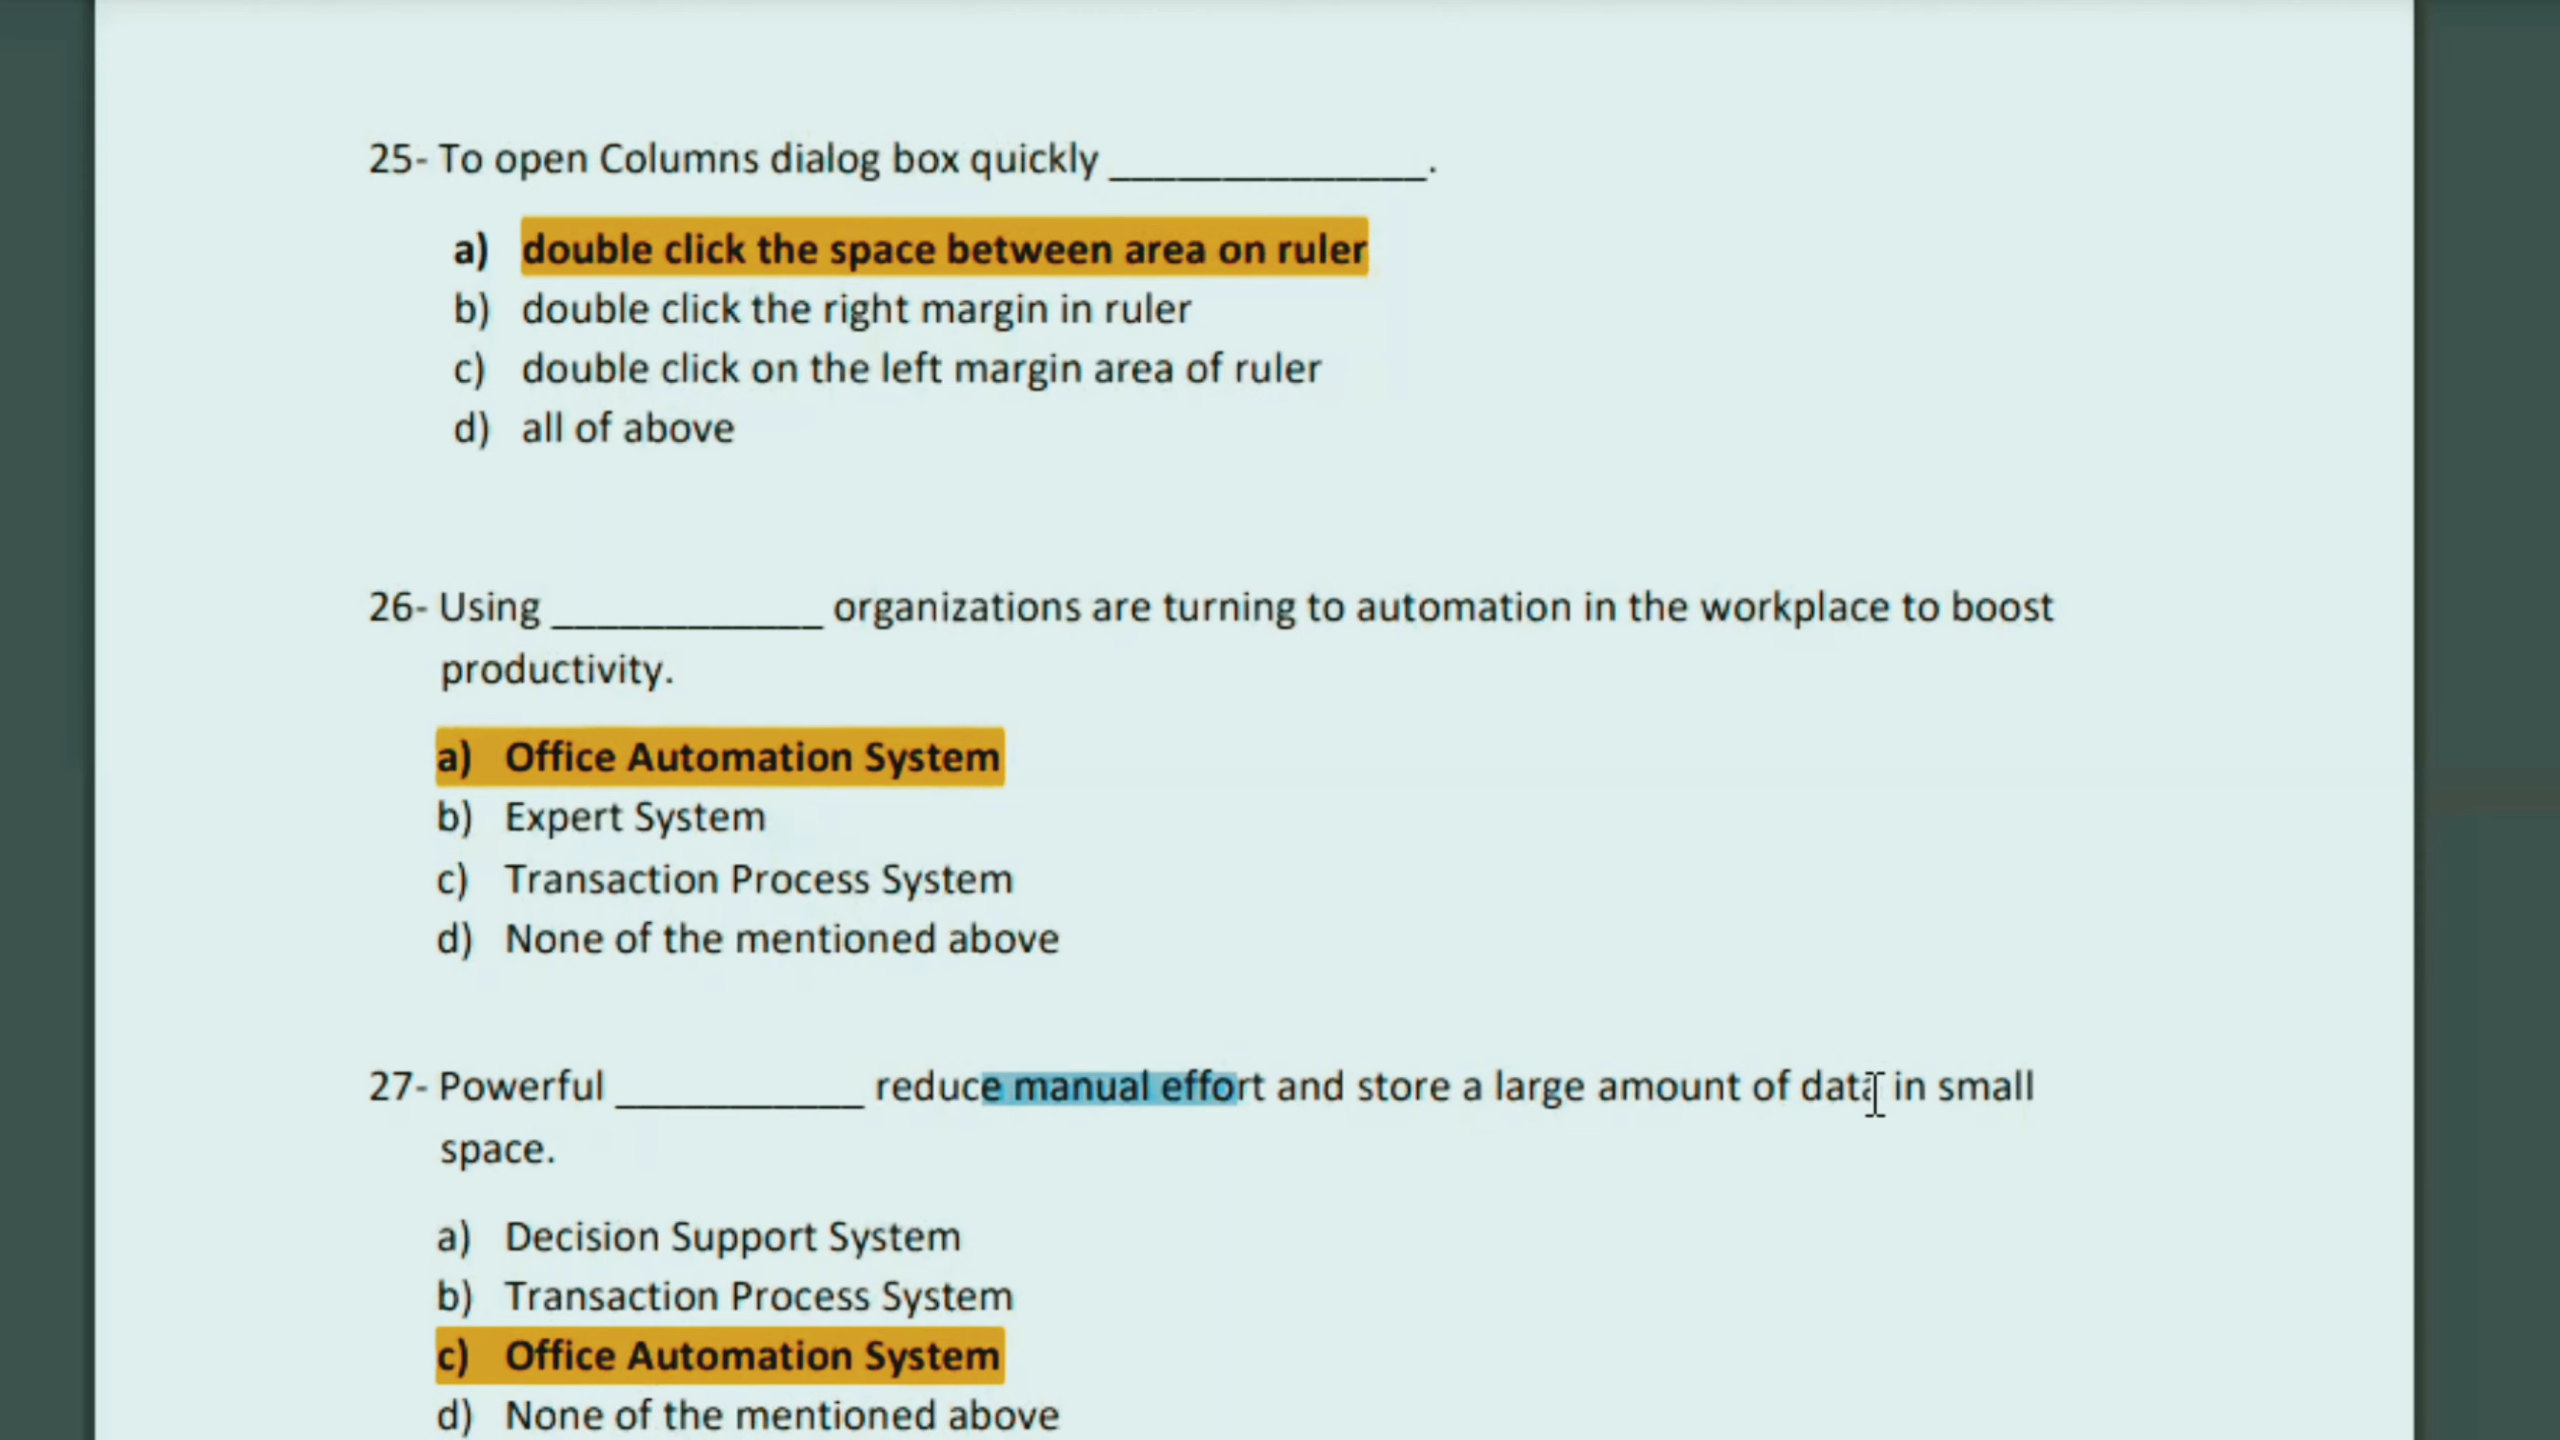 25- To open Columns dialog box quickly ______________.
a) double click the space between area on ruler
b) double click the right margin in ruler
c) double click on the left margin area of ruler
d) all of above
26- Using ____________ organizations are turning to automation in the workplace to boost
productivity.
a) Office Automation System
b) Expert System
c) Transaction Process System
d) None of the mentioned above
27- Powerful ___________ reduce manual effort and store a large amount of data in small
space.
a) Decision Support System
b) Transaction Process System
c) Office Automation System
d) None of the mentioned above